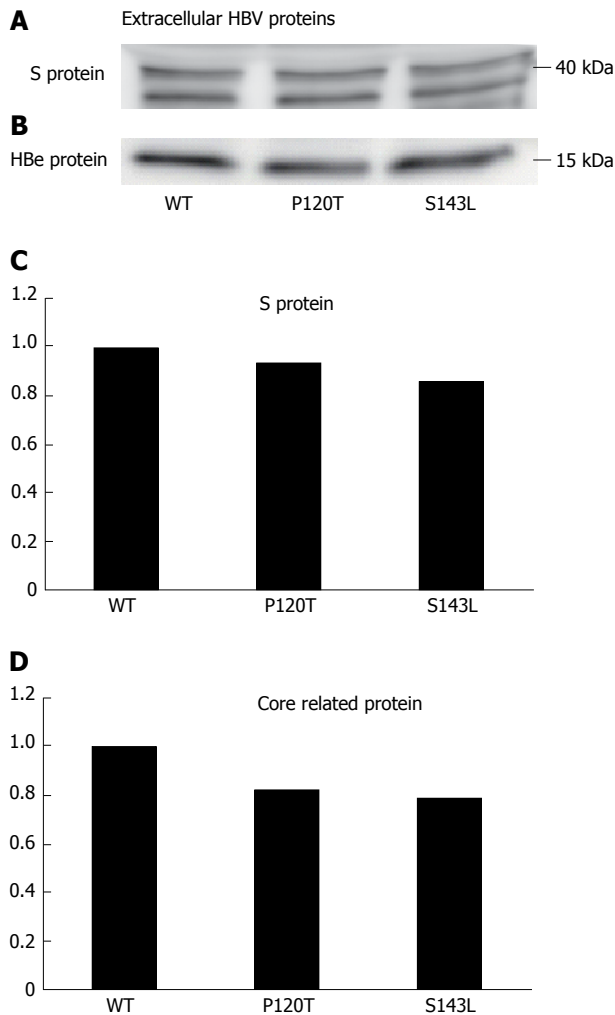 A
Extracellular HBV proteins
S protein
40 kDa
B
HBe protein
15 kDa
WT P120T S143L
C
S protein
1.2
1.0
0.8
0.6
0.4
0.2
0
WT P120T S143L
D
Core related protein
1.2
1.0
0.8
0.6
0.4
0.2
0
WT P120T S143L